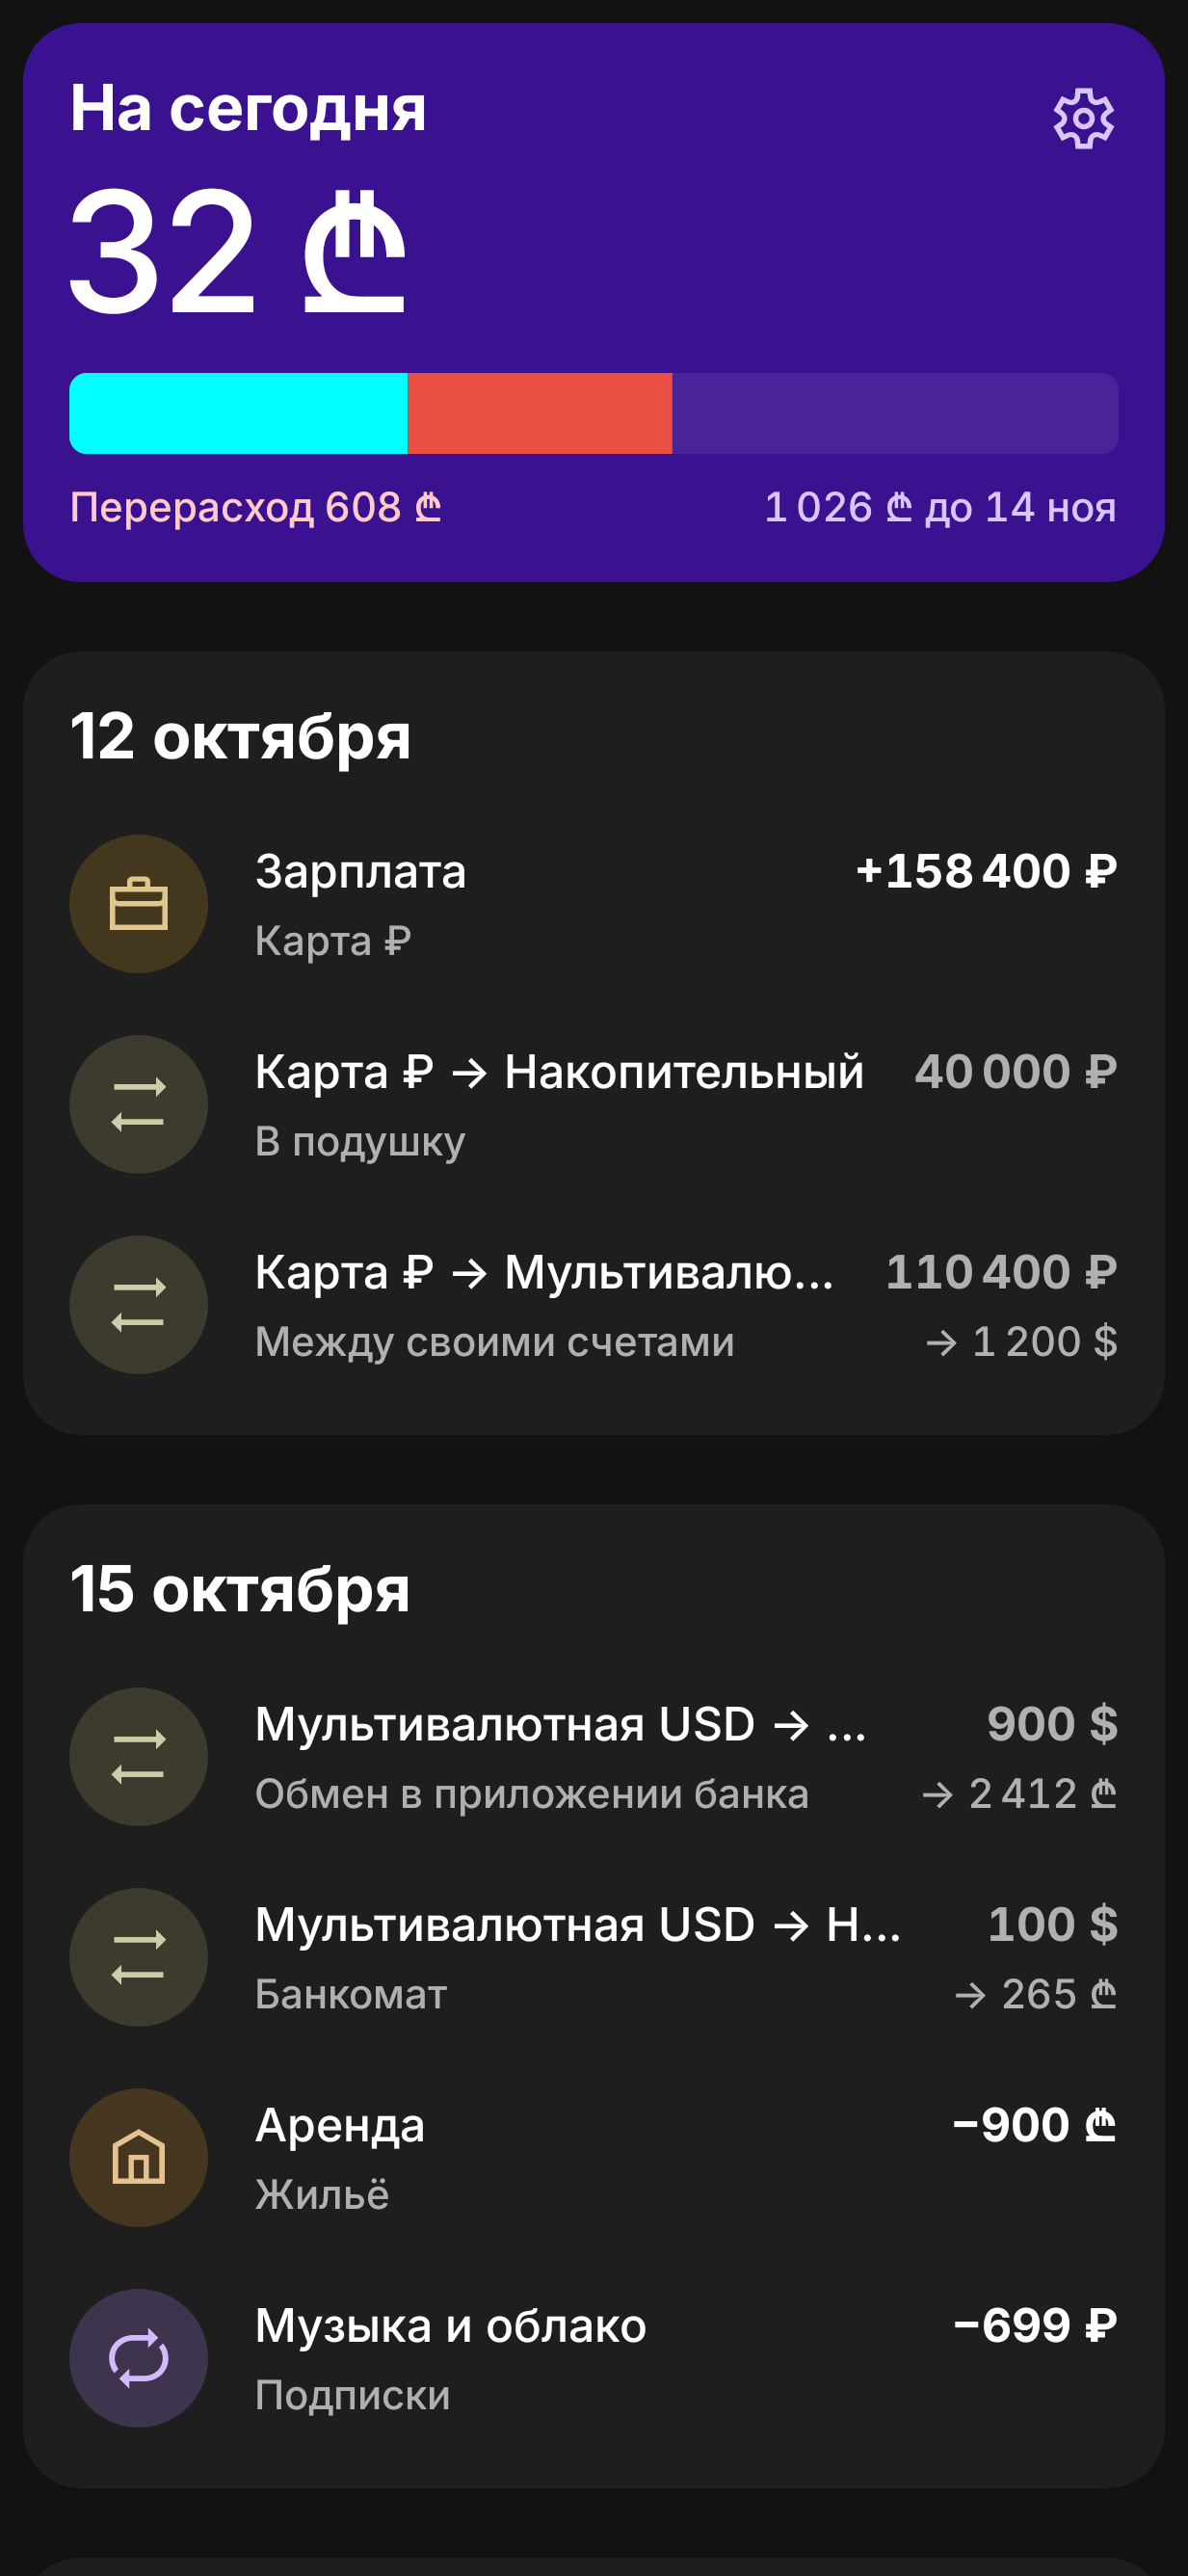 На сегодня
32 ₾
Перерасход 608 ₾
1 026 ₾ до 14 ноя
12 октября
Зарплата
+158 400 ₽
Карта ₽
Карта ₽ → Накопительный
40 000 ₽
В подушку
Карта ₽ → Мультивалю...
110 400 ₽
Между своими счетами
→ 1 200 $
15 октября
Мультивалютная USD → ...
900 $
Обмен в приложении банка
→ 2 412 ₾
Мультивалютная USD → Н...
100 $
Банкомат
→ 265 ₾
Аренда
−900 ₾
Жильё
Музыка и облако
−699 ₽
Подписки